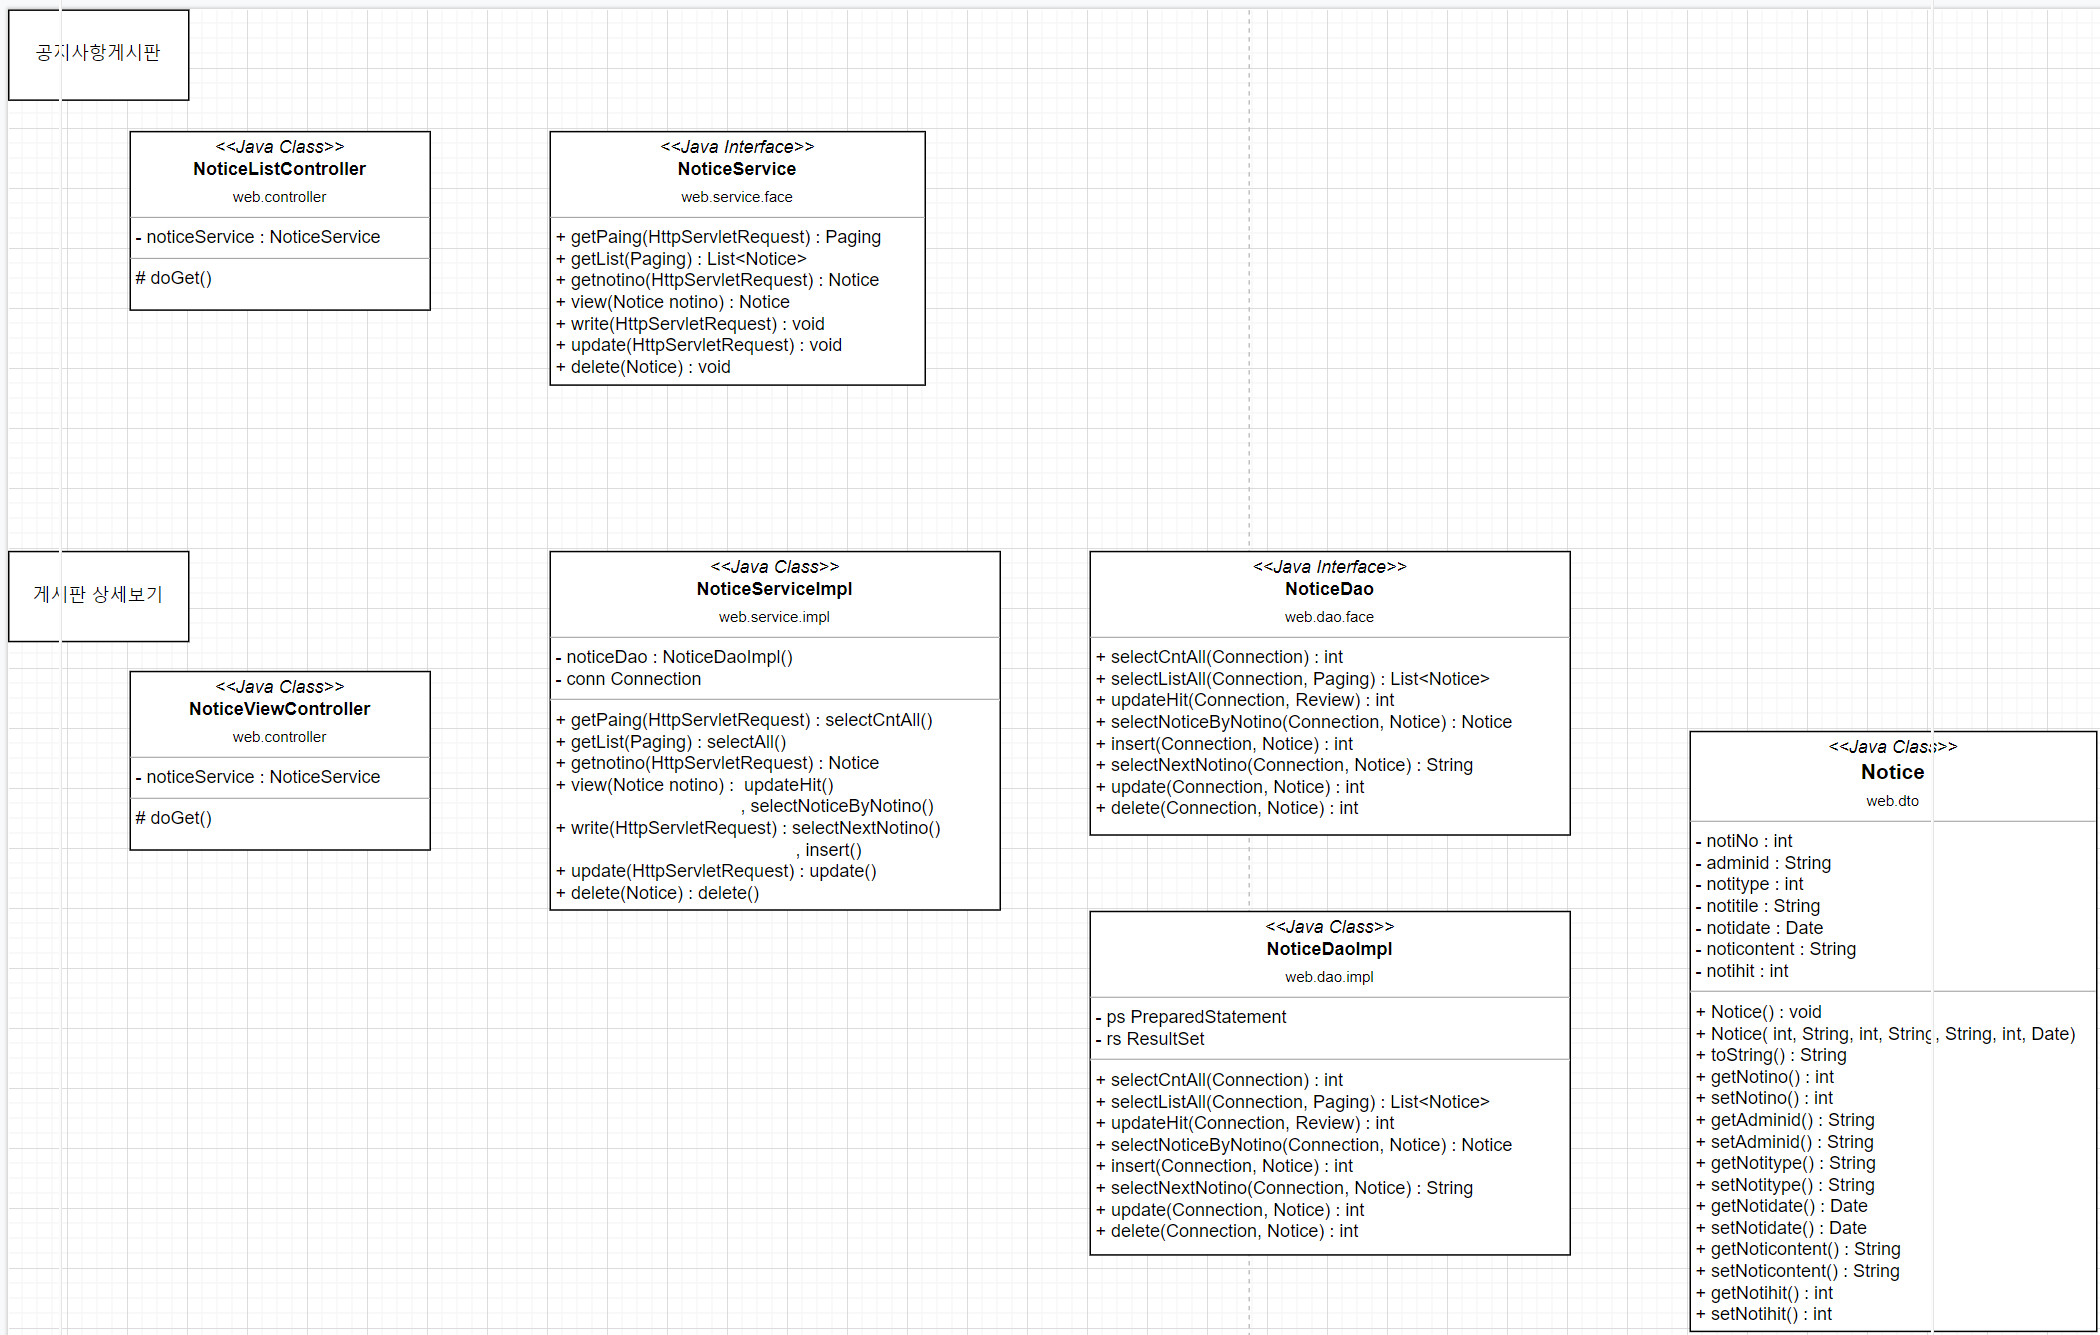 공지사항게시판
<<Java Class>>
NoticeListController
web.controller
- noticeService : NoticeService
# doGet()
<<Java Interface>>
NoticeService
web.service.face
+ getPaing(HttpServletRequest) : Paging
+ getList(Paging) : List<Notice>
+ getnotino(HttpServletRequest) : Notice
+ view(Notice notino) : Notice
+ write(HttpServletRequest) : void
+ update(HttpServletRequest) : void
+ delete(Notice) : void
게시판 상세보기
<<Java Class>>
NoticeViewController
web.controller
- noticeService : NoticeService
# doGet()
<<Java Class>>
NoticeServiceImpl
web.service.impl
- noticeDao : NoticeDaoImpl()
- conn Connection
+ getPaing(HttpServletRequest) : selectCntAll()
+ getList(Paging) : selectAll()
+ getnotino(HttpServletRequest) : Notice
+ view(Notice notino) : updateHit()
, selectNoticeByNotino()
+ write(HttpServletRequest) : selectNextNotino()
, insert()
+ update(HttpServletRequest) : update()
+ delete(Notice) : delete()
<<Java Interface>>
NoticeDao
web.dao.face
+ selectCntAll(Connection) : int
+ selectListAll(Connection, Paging) : List<Notice>
+ updateHit(Connection, Review) : int
+ selectNoticeByNotino(Connection, Notice) : Notice
+ insert(Connection, Notice) : int
+ selectNextNotino(Connection, Notice) : String
+ update(Connection, Notice) : int
+ delete(Connection, Notice) : int
<<Java Class>>
NoticeDaoImpl
web.dao.impl
- ps PreparedStatement
- rs ResultSet
+ selectCntAll(Connection) : int
+ selectListAll(Connection, Paging) : List<Notice>
+ updateHit(Connection, Review) : int
+ selectNoticeByNotino(Connection, Notice) : Notice
+ insert(Connection, Notice) : int
+ selectNextNotino(Connection, Notice) : String
+ update(Connection, Notice) : int
+ delete(Connection, Notice) : int
<<Java Class>>
Notice
web.dto
- notiNo : int
- adminid : String
- notitype : int
- notitile : String
- notidate : Date
- noticontent : String
- notihit : int
+ Notice() : void
+ Notice( int, String, int, String, String, int, Date)
+ toString() : String
+ getNotino() : int
+ setNotino() : int
+ getAdminid() : String
+ setAdminid() : String
+ getNotitype() : String
+ setNotitype() : String
+ getNotidate() : Date
+ setNotidate() : Date
+ getNoticontent() : String
+ setNoticontent() : String
+ getNotihit() : int
+ setNotihit() : int